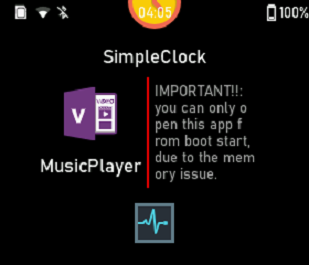 04:05
100%
SimpleClock
V
VIDEO
MusicPlayer
IMPORTANT!!:
you can only o
pen this app f
rom boot start,
due to the mem
ory issue.